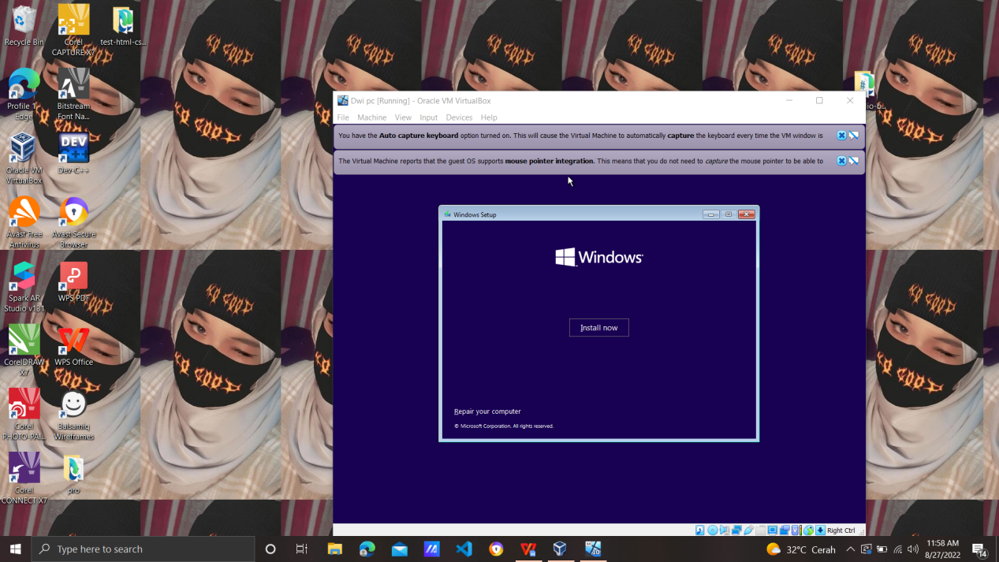 Recycle Bin
Corel
CAPTURE X7
test-html-cs...
Profile 1 -
Edge
Bitstream
Font Na...
Oracle VM
VirtualBox
Dev-C++
Avast Free
Antivirus
Avast Secure
Browser
Spark AR
Studio v131
WPS PDF
CorelDRAW
X7
WPS Office
Corel
PHOTO-PAI...
Balsamiq
Wireframes
Corel
CONNECT X7
pro
Dwi pc [Running] - Oracle VM VirtualBox
File Machine View Input Devices Help
You have the Auto capture keyboard option turned on. This will cause the Virtual Machine to automatically capture the keyboard every time the VM window is
The Virtual Machine reports that the guest OS supports mouse pointer integration. This means that you do not need to capture the mouse pointer to be able to
Windows Setup
Windows
Install now
Repair your computer
© Microsoft Corporation. All rights reserved.
Right Ctrl
Type here to search
32°C Cerah
11:58 AM
8/27/2022
14